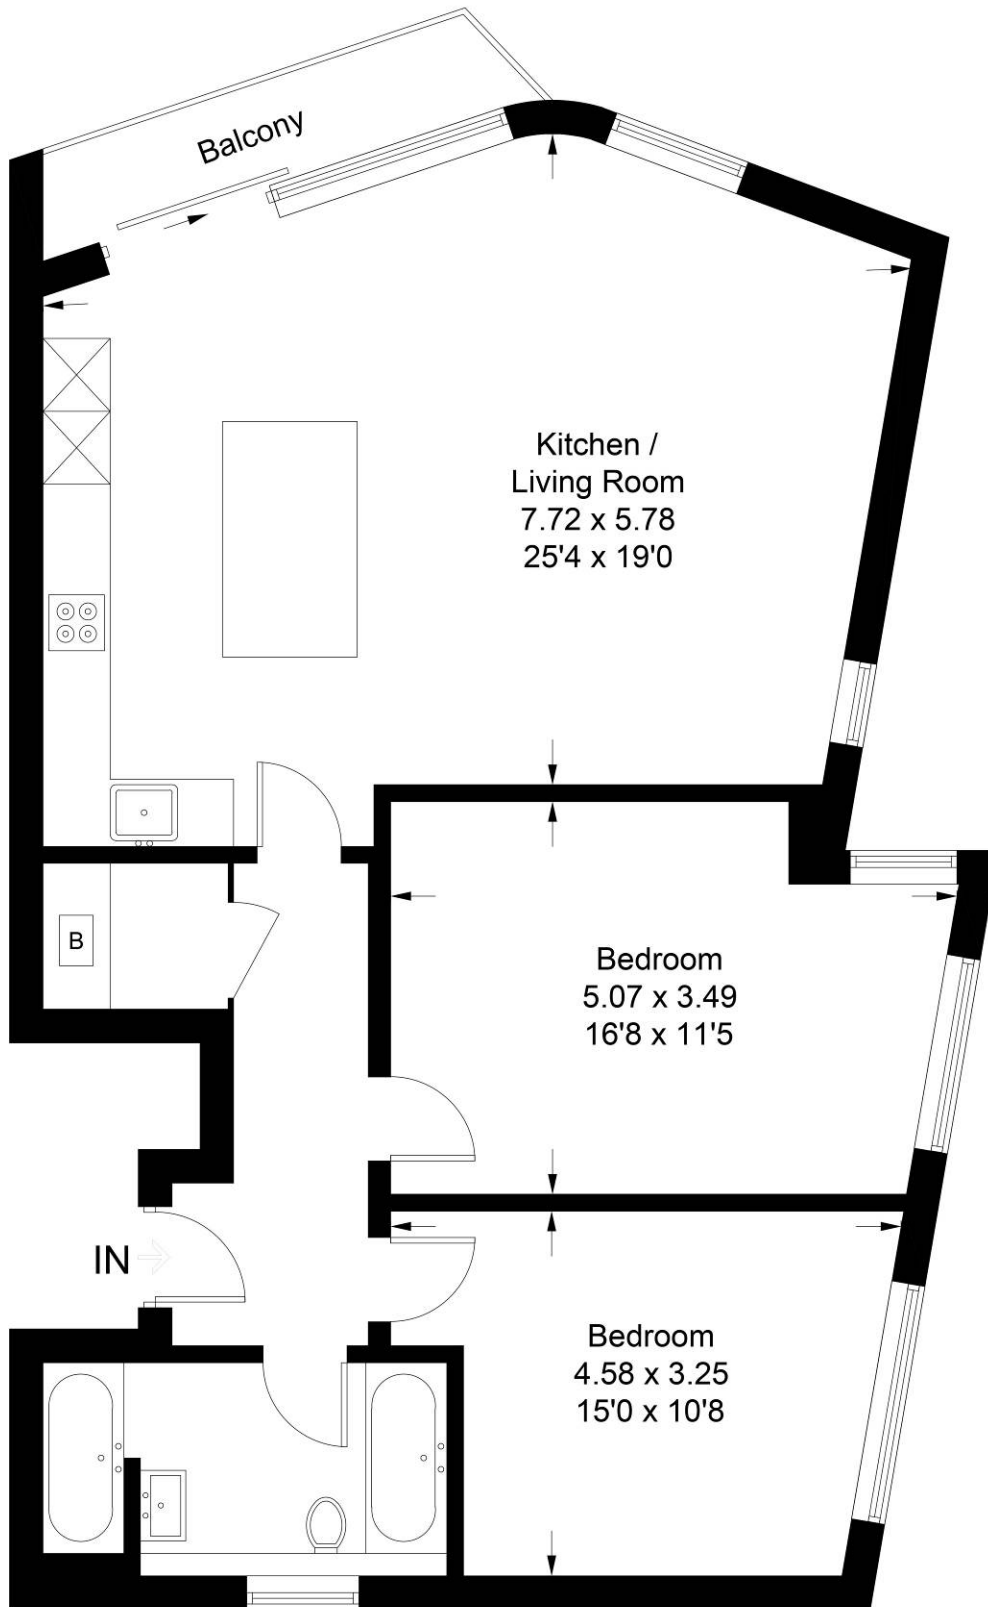 Balcony
Kitchen /
Living Room
7.72 x 5.78
25'4 x 19'0
B
Bedroom
5.07 x 3.49
16'8 x 11'5
IN
Bedroom
4.58 x 3.25
15'0 x 10'8